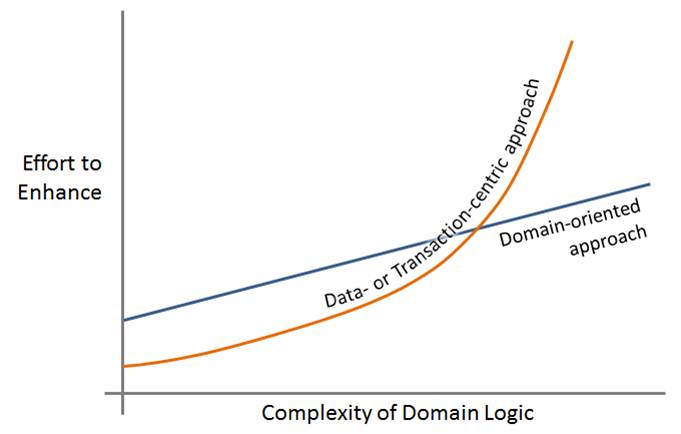 Effort to
Enhance
Data- or Transaction-centric approach
Domain-oriented
approach
Complexity of Domain Logic